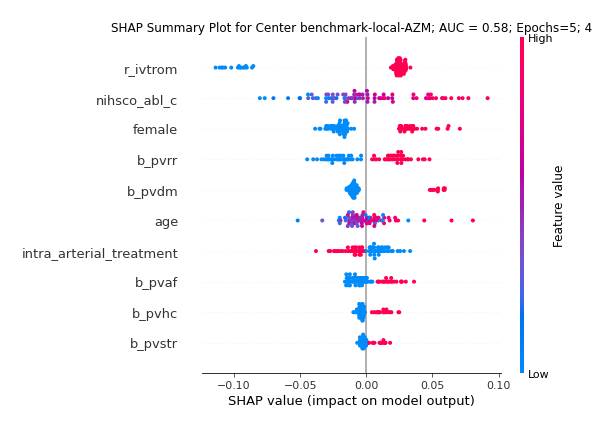 SHAP Summary Plot for Center benchmark-local-AZM; AUC = 0.58; Epochs=5; 4
High
r_ivtrom
nihsco_abl_c
female
b_pvrr
b_pvdm
age
intra_arterial_treatment
b_pvaf
b_pvhc
b_pvstr
Feature value
Low
−0.10 −0.05 0.00 0.05 0.10
SHAP value (impact on model output)